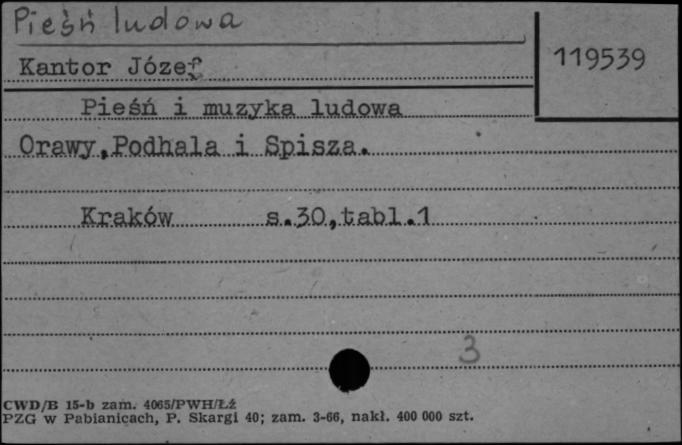 Pieśń ludowa
119539
Kantor Józef
Pieśń i muzyka ludowa
Orawy,Podhala i Spisza.
Kraków s.30,tabl.1
3
CWD/B 15-b zam. 4065/PWH/Łź
PZG w Pabianicach, P. Skargi 40; zam. 3-66, nakł. 400 000 szt.